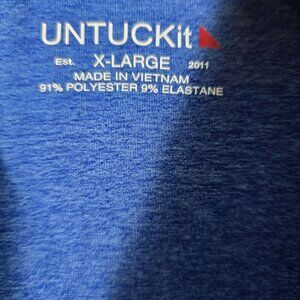 UNTUCKit
Est. X-LARGE 2011
MADE IN VIETNAM
91% POLYESTER 9% ELASTANE